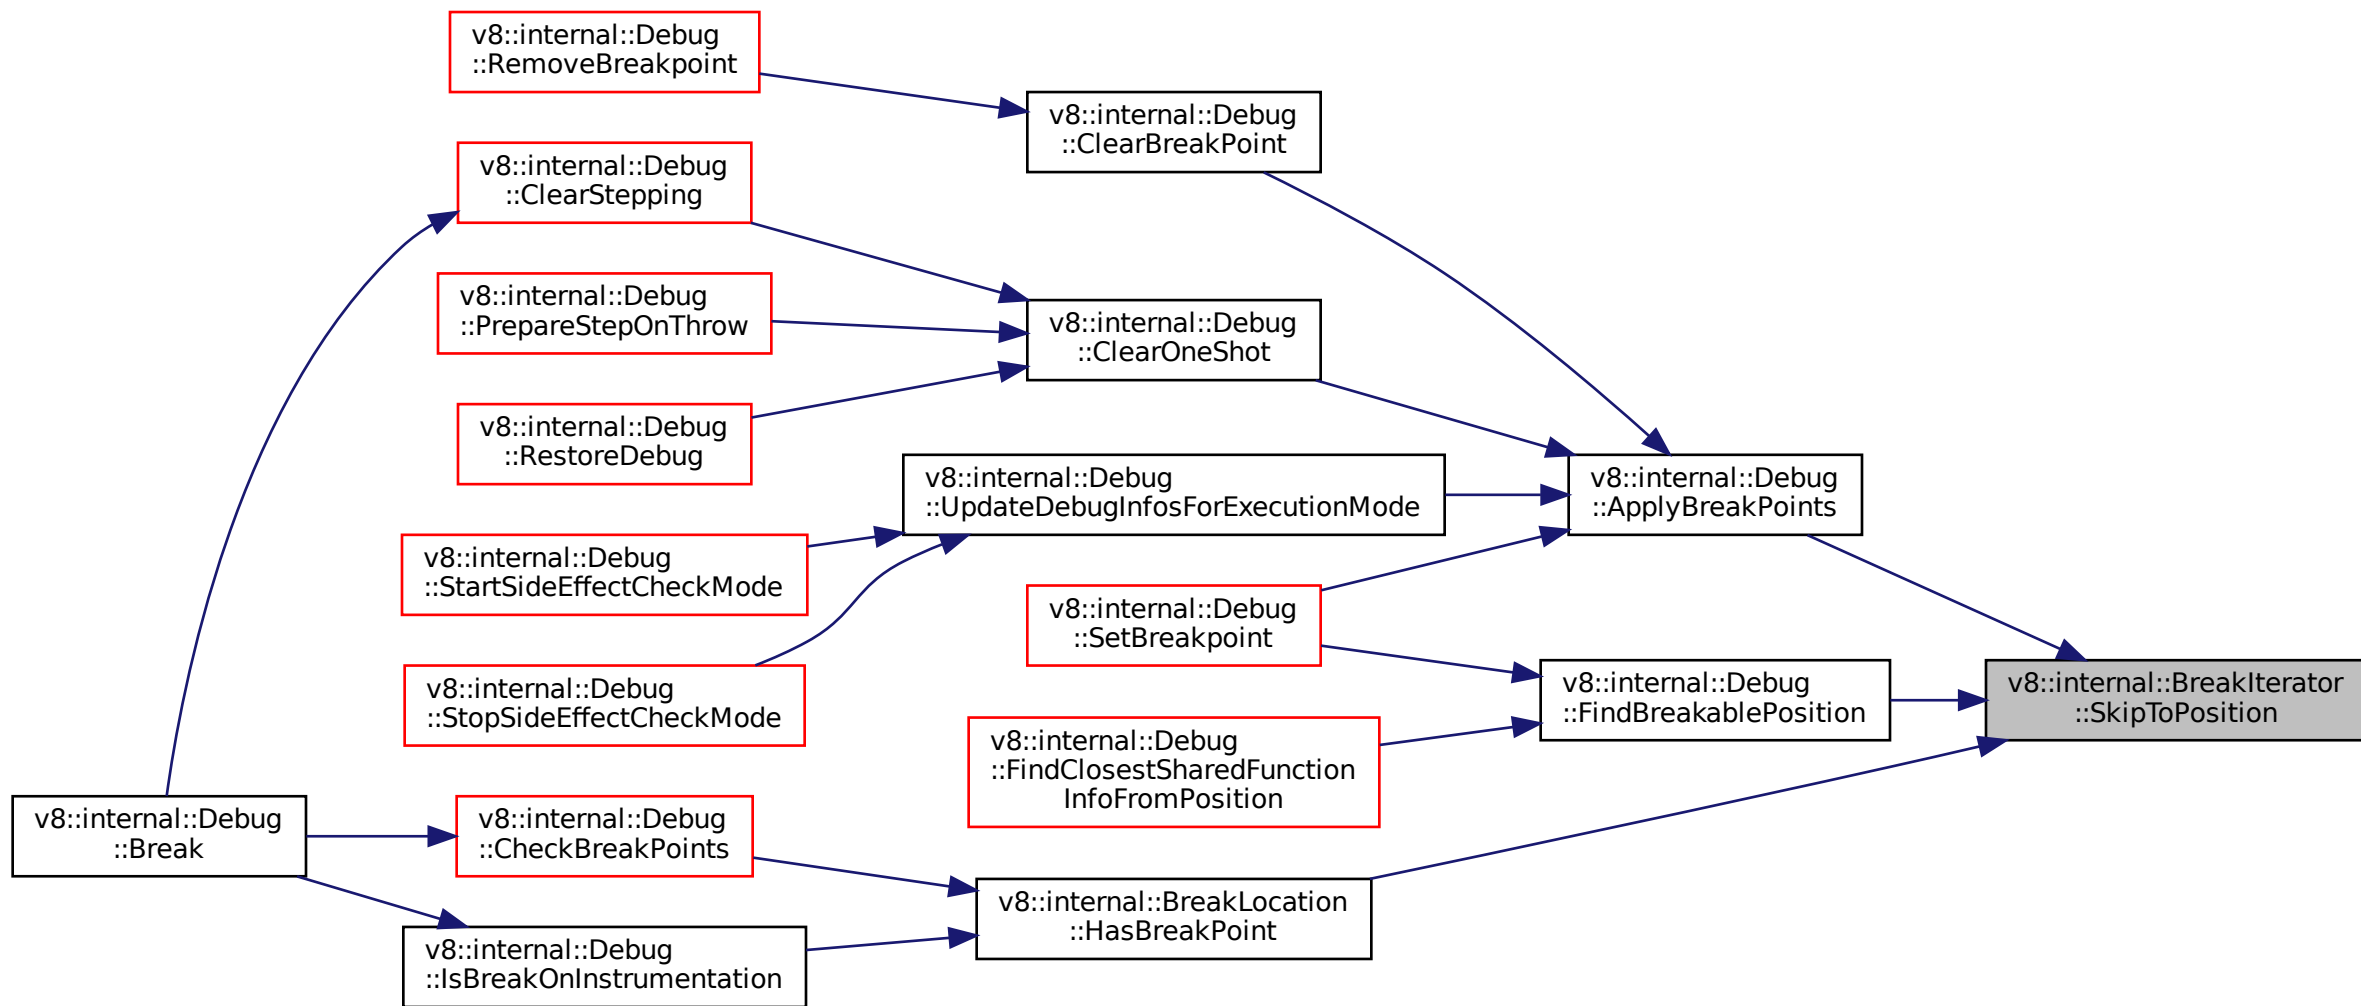 v8::internal::Debug
::RemoveBreakpoint
v8::internal::Debug
::ClearBreakPoint
v8::internal::Debug
::ClearStepping
v8::internal::Debug
::PrepareStepOnThrow
v8::internal::Debug
::ClearOneShot
v8::internal::Debug
::RestoreDebug
v8::internal::Debug
::UpdateDebugInfosForExecutionMode
v8::internal::Debug
::ApplyBreakPoints
v8::internal::Debug
::StartSideEffectCheckMode
v8::internal::Debug
::SetBreakpoint
v8::internal::Debug
::StopSideEffectCheckMode
v8::internal::Debug
::FindBreakablePosition
v8::internal::BreakIterator
::SkipToPosition
v8::internal::Debug
::FindClosestSharedFunction
InfoFromPosition
v8::internal::Debug
::Break
v8::internal::Debug
::CheckBreakPoints
v8::internal::BreakLocation
::HasBreakPoint
v8::internal::Debug
::IsBreakOnInstrumentation